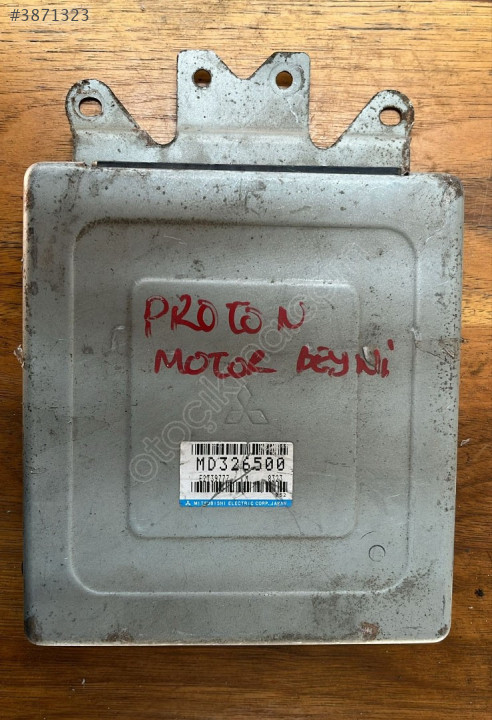 #3871323
PROTON
MOTOR BEYNi
MD326500
MITSUBISHI ELECTRIC CORP. JAPAN